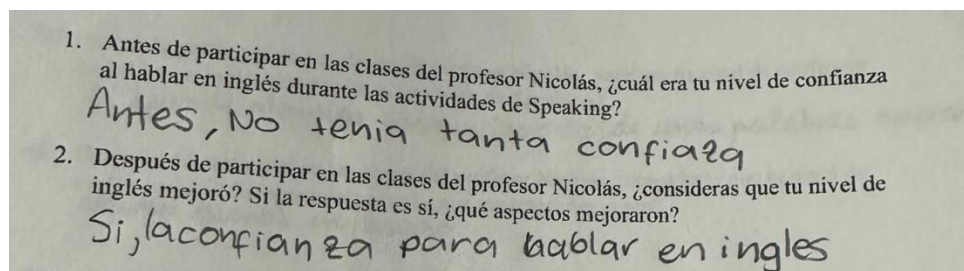 1. Antes de participar en las clases del profesor Nicolás, ¿cuál era tu nivel de confianza
al hablar en inglés durante las actividades de Speaking?
Antes, No tenia tanta confiaza
2. Después de participar en las clases del profesor Nicolás, ¿consideras que tu nivel de
inglés mejoró? Si la respuesta es sí, ¿qué aspectos mejoraron?
Si, la confianza para hablar en ingles